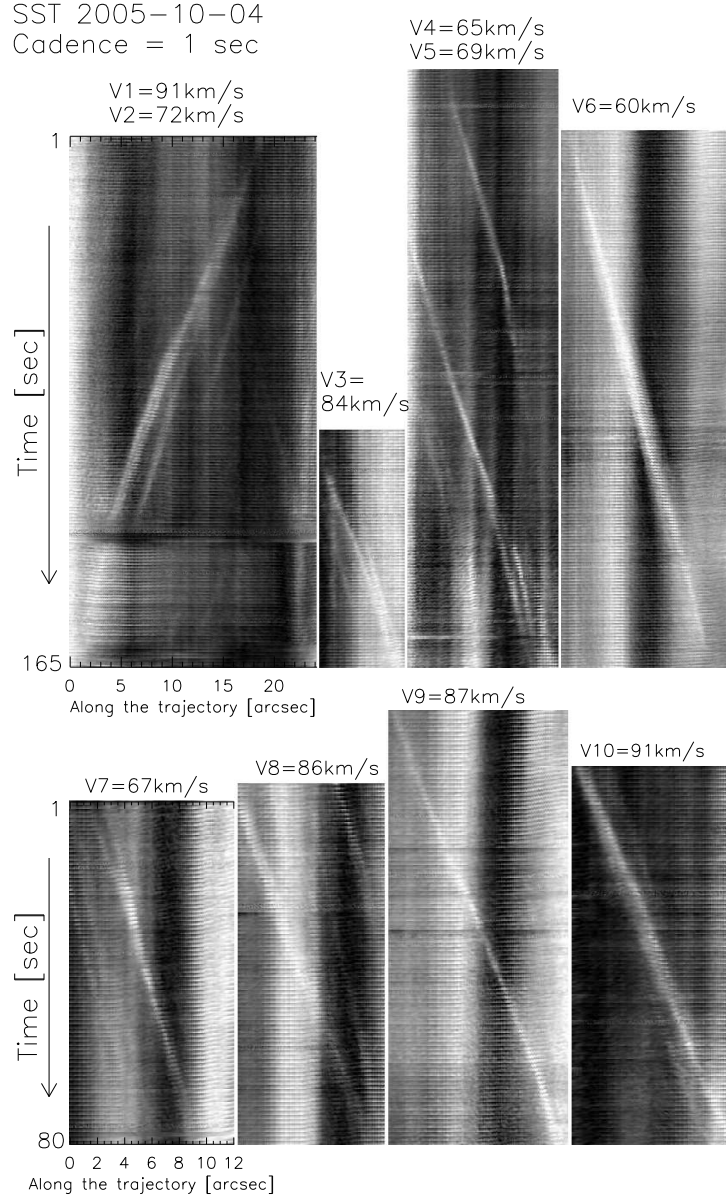 SST 2005-10-04
Cadence = 1 sec
V1=91km/s
V2=72km/s
V3=
84km/s
V4=65km/s
V5=69km/s
V6=60km/s
1
Time [sec]
165
0 5 10 15 20
Along the trajectory [arcsec]
V7=67km/s
V8=86km/s
V9=87km/s
V10=91km/s
1
Time [sec]
80
0 2 4 6 8 10 12
Along the trajectory [arcsec]